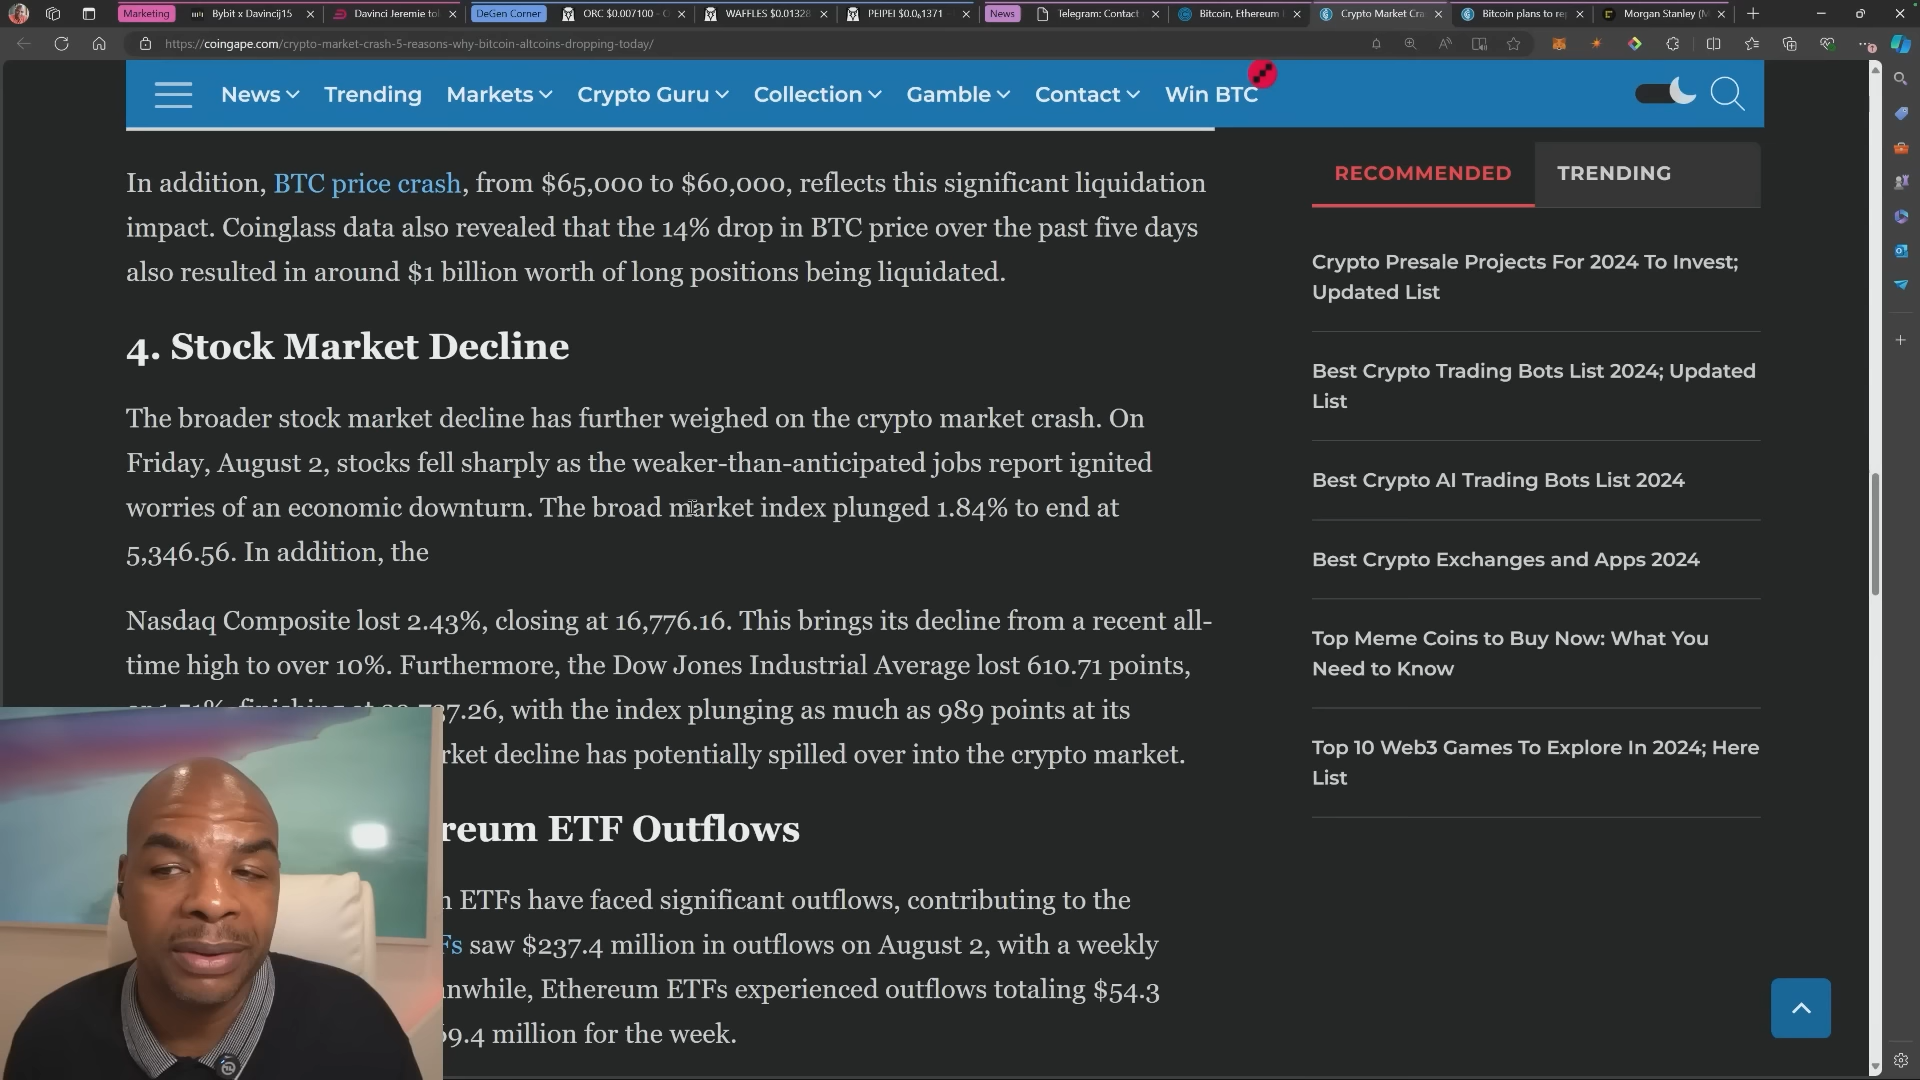 Marketing
Bybit x Davincij15
Davinci Jeremie to
DeGen Corner
ORC $0.007100
WAFFLES $0.01328
PEIPEI $0.0₆1371
News
Telegram: Contact
Bitcoin, Ethereum
Crypto Market Cra
Bitcoin plans to re
Morgan Stanley (M
https://coingape.com/crypto-market-crash-5-reasons-why-bitcoin-altcoins-dropping-today/
News
Trending
Markets
Crypto Guru
Collection
Gamble
Contact
Win BTC
In addition, BTC price crash, from $65,000 to $60,000, reflects this significant liquidation
impact. Coinglass data also revealed that the 14% drop in BTC price over the past five days
also resulted in around $1 billion worth of long positions being liquidated.
4. Stock Market Decline
The broader stock market decline has further weighed on the crypto market crash. On
Friday, August 2, stocks fell sharply as the weaker-than-anticipated jobs report ignited
worries of an economic downturn. The broad market index plunged 1.84% to end at
5,346.56. In addition, the
Nasdaq Composite lost 2.43%, closing at 16,776.16. This brings its decline from a recent all-
time high to over 10%. Furthermore, the Dow Jones Industrial Average lost 610.71 points,
37.26, with the index plunging as much as 989 points at its
rket decline has potentially spilled over into the crypto market.
reum ETF Outflows
ETFs have faced significant outflows, contributing to the
Fs saw $237.4 million in outflows on August 2, with a weekly
nwhile, Ethereum ETFs experienced outflows totaling $54.3
69.4 million for the week.
RECOMMENDED
TRENDING
Crypto Presale Projects For 2024 To Invest;
Updated List
Best Crypto Trading Bots List 2024; Updated
List
Best Crypto AI Trading Bots List 2024
Best Crypto Exchanges and Apps 2024
Top Meme Coins to Buy Now: What You
Need to Know
Top 10 Web3 Games To Explore In 2024; Here
List